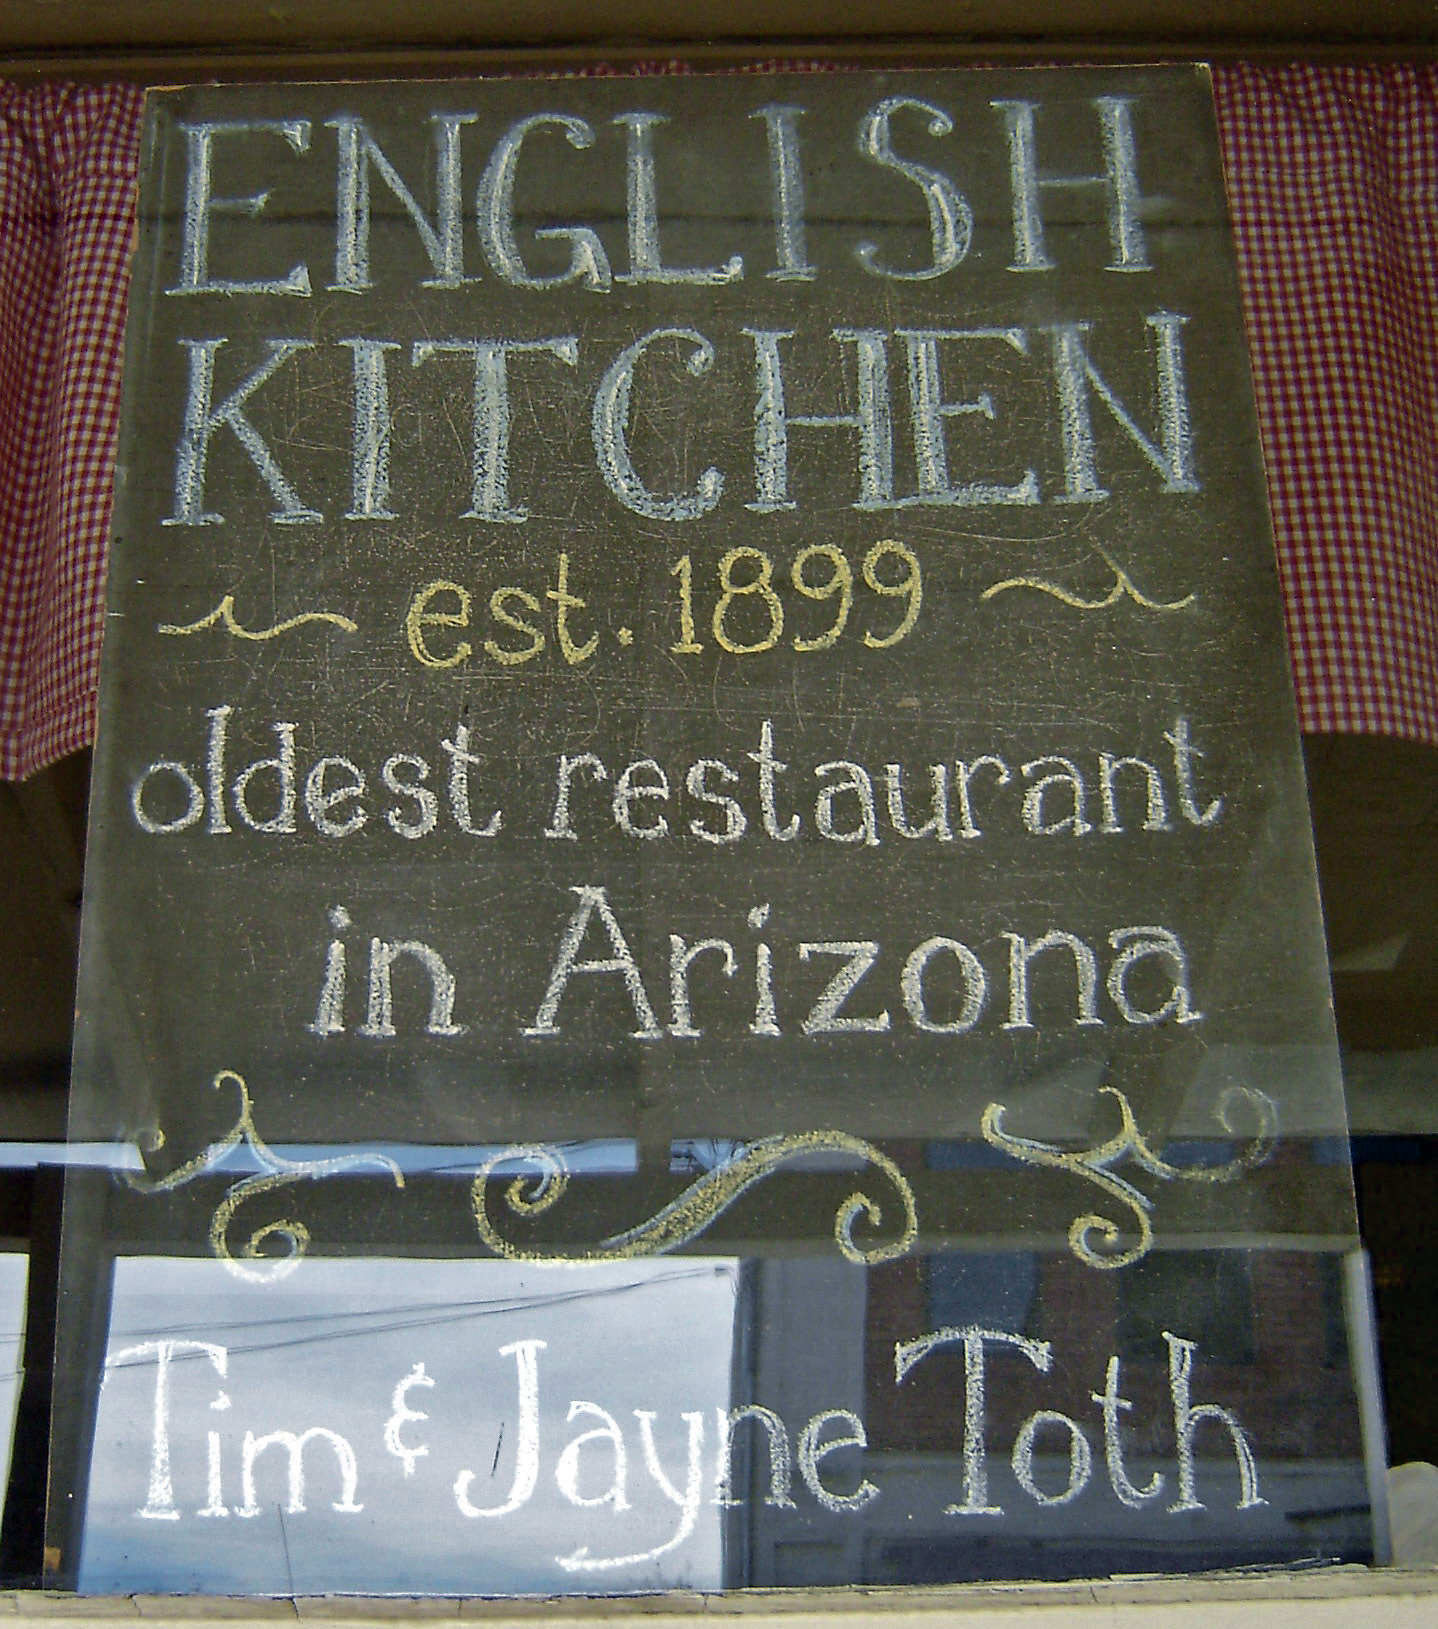 ENGLISH
KITCHEN
est. 1899
oldest restaurant
in Arizona
Tim & Jayne Toth